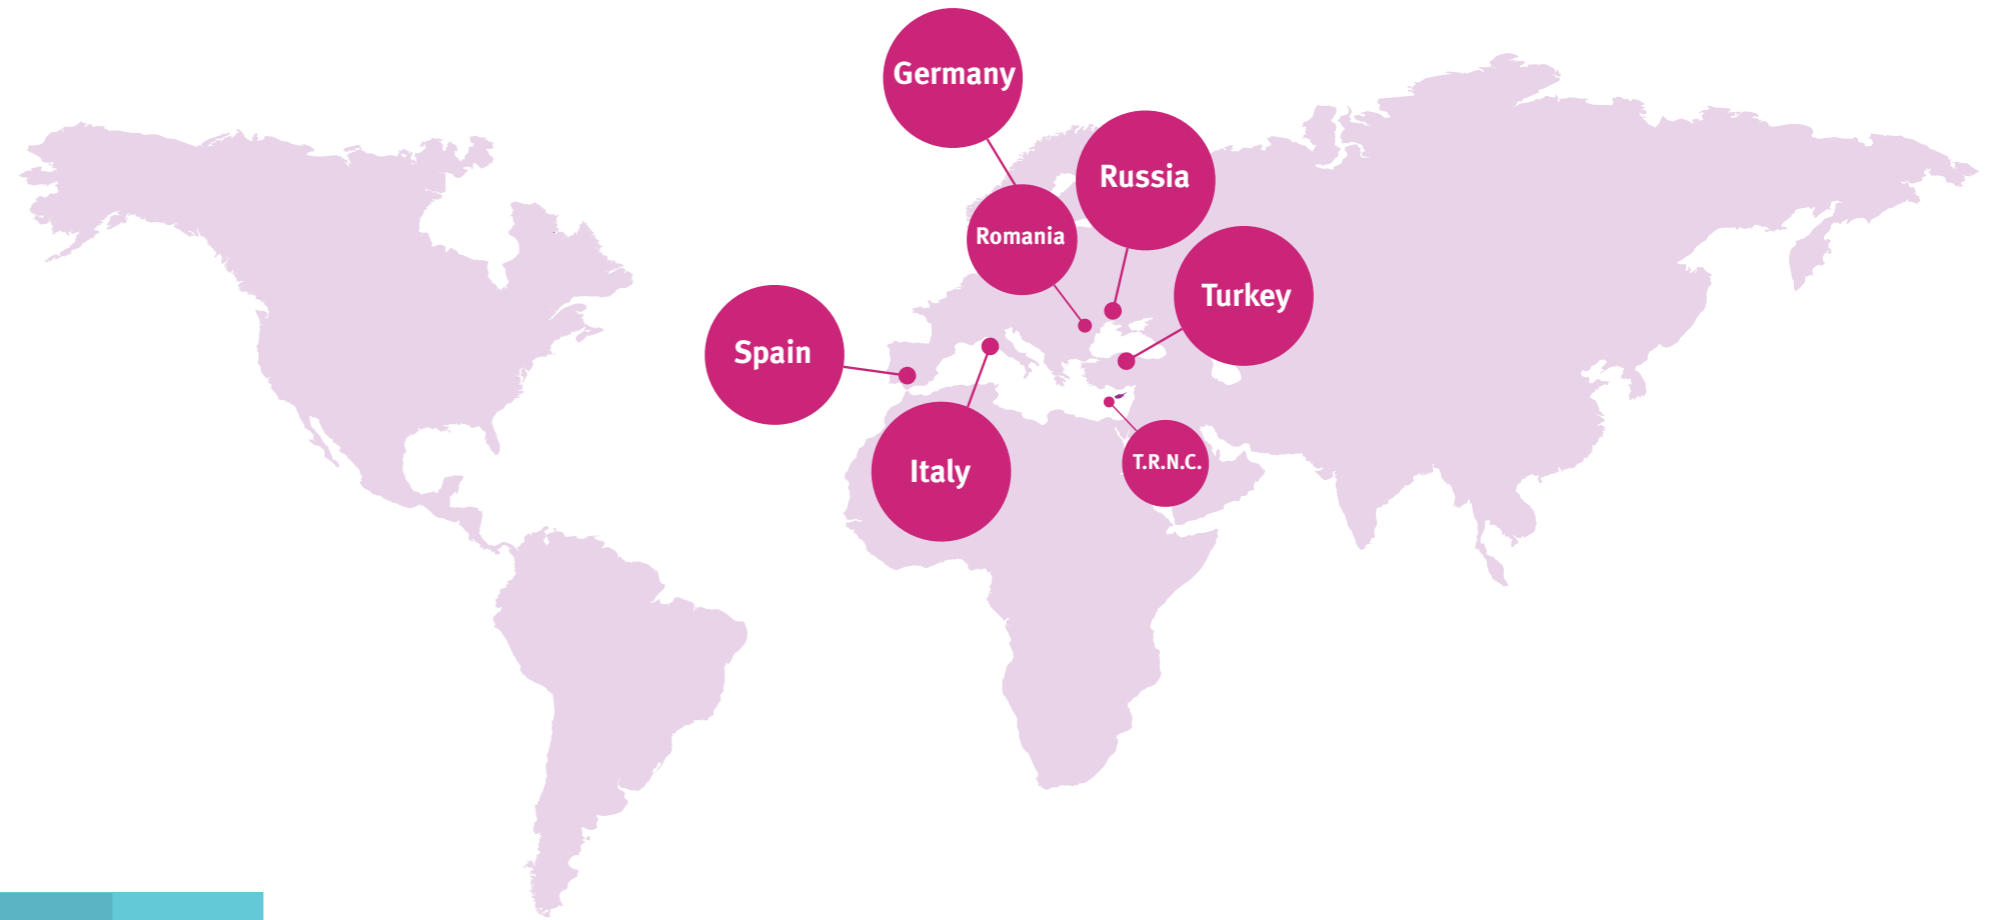 Germany
Russia
Romania
Turkey
Spain
Italy
T.R.N.C.